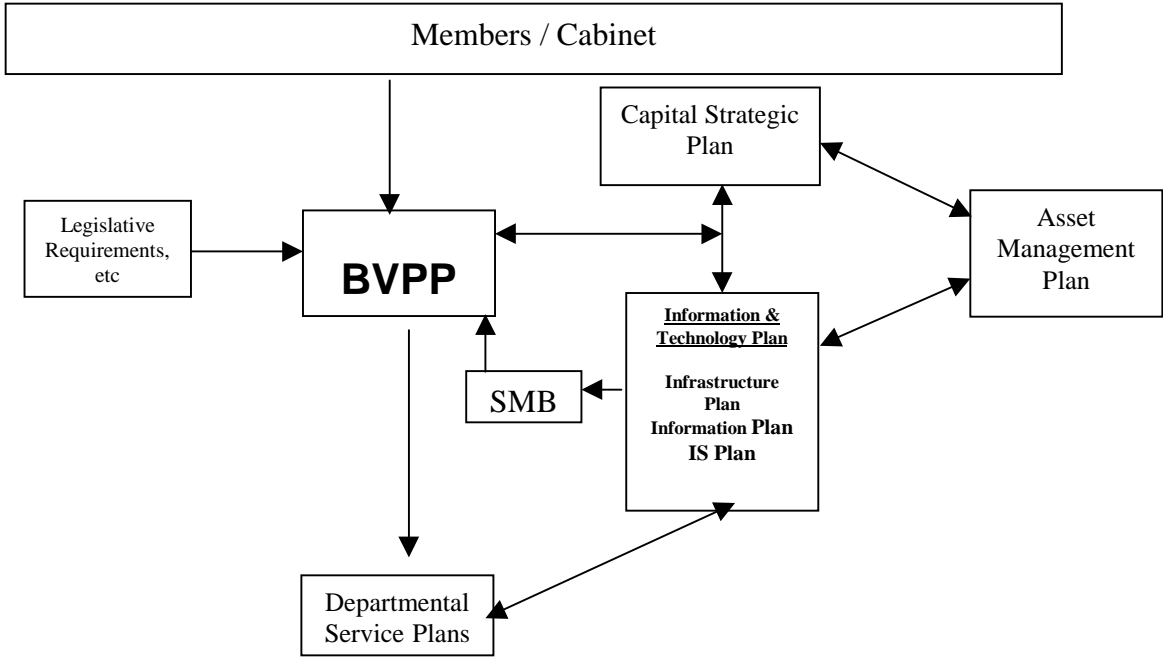 Members / Cabinet
Capital Strategic
Plan
Legislative
Requirements,
etc
BVPP
Asset
Management
Plan
Information &
Technology Plan
Infrastructure
Plan
Information Plan
IS Plan
SMB
Departmental
Service Plans